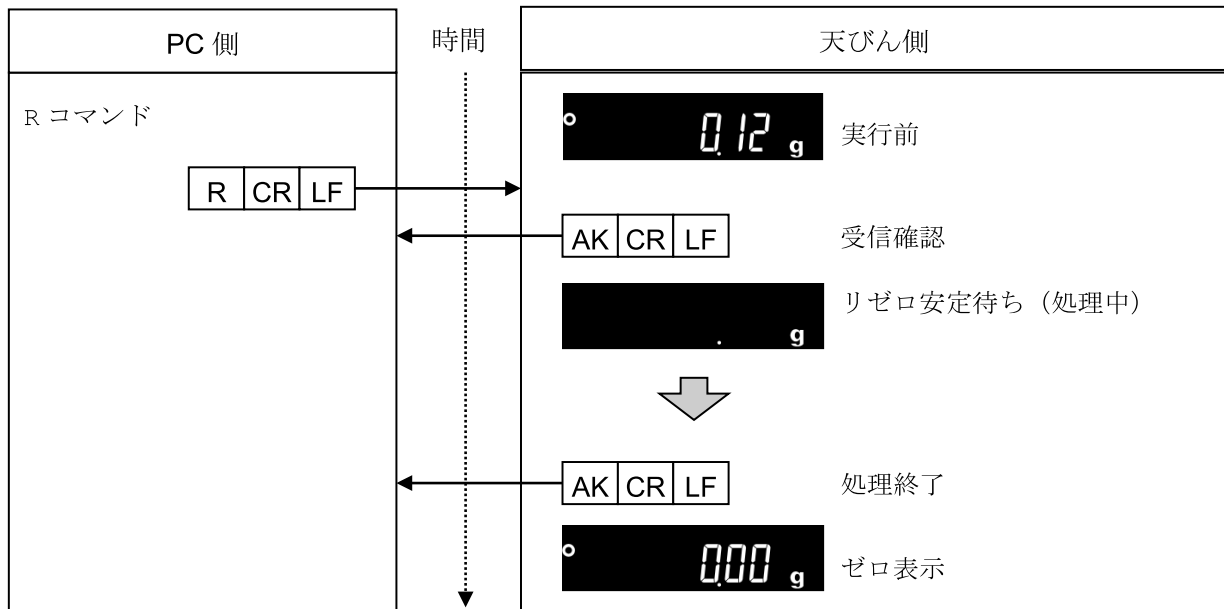 PC 側
時間
天びん側
R コマンド
0.12 g
実行前
R CR LF
AK CR LF
受信確認
. g
リゼロ安定待ち（処理中）
AK CR LF
処理終了
0.00 g
ゼロ表示